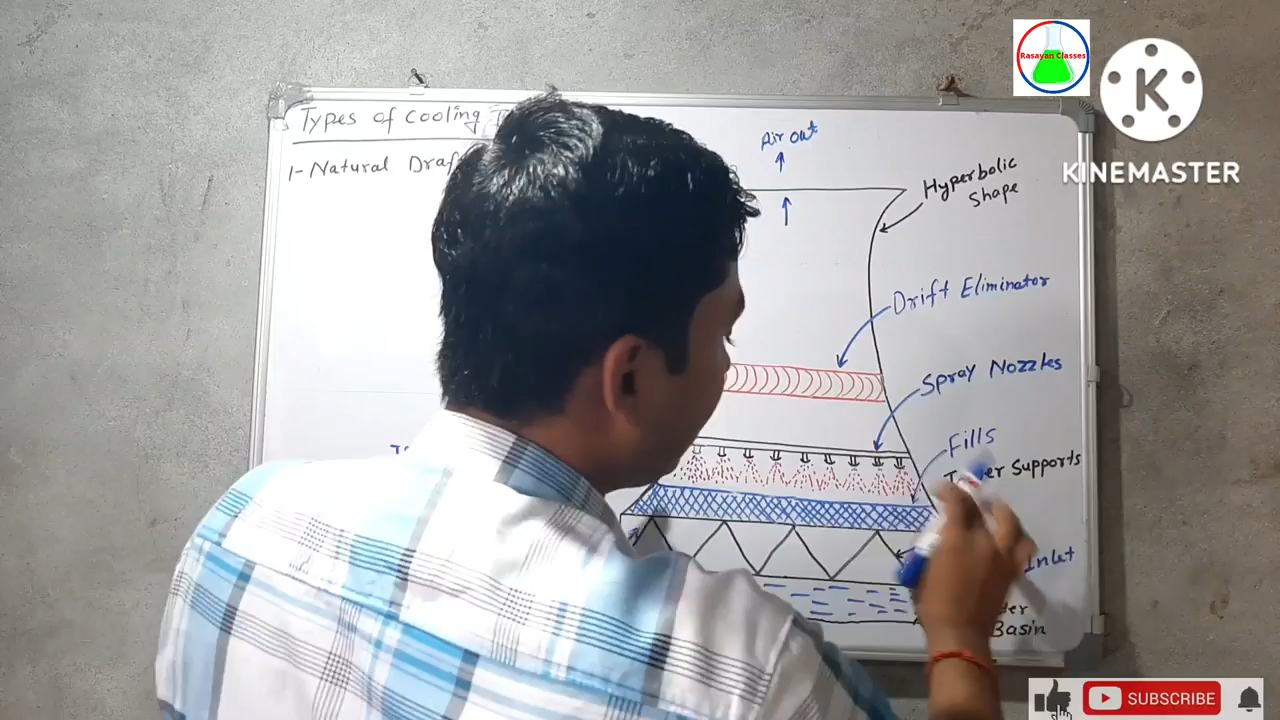 Rasayan Classes
K
KINEMASTER
Types of cooling
1- Natural Draf
Air out
Hyperbolic
Shape
Drift Eliminator
Spray Nozzles
Fills
Supports
Inlet
Basin
SUBSCRIBE